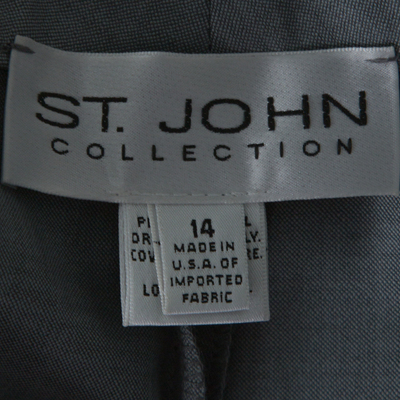 ST. JOHN
COLLECTION
14
MADE IN
U.S.A. OF
IMPORTED
FABRIC